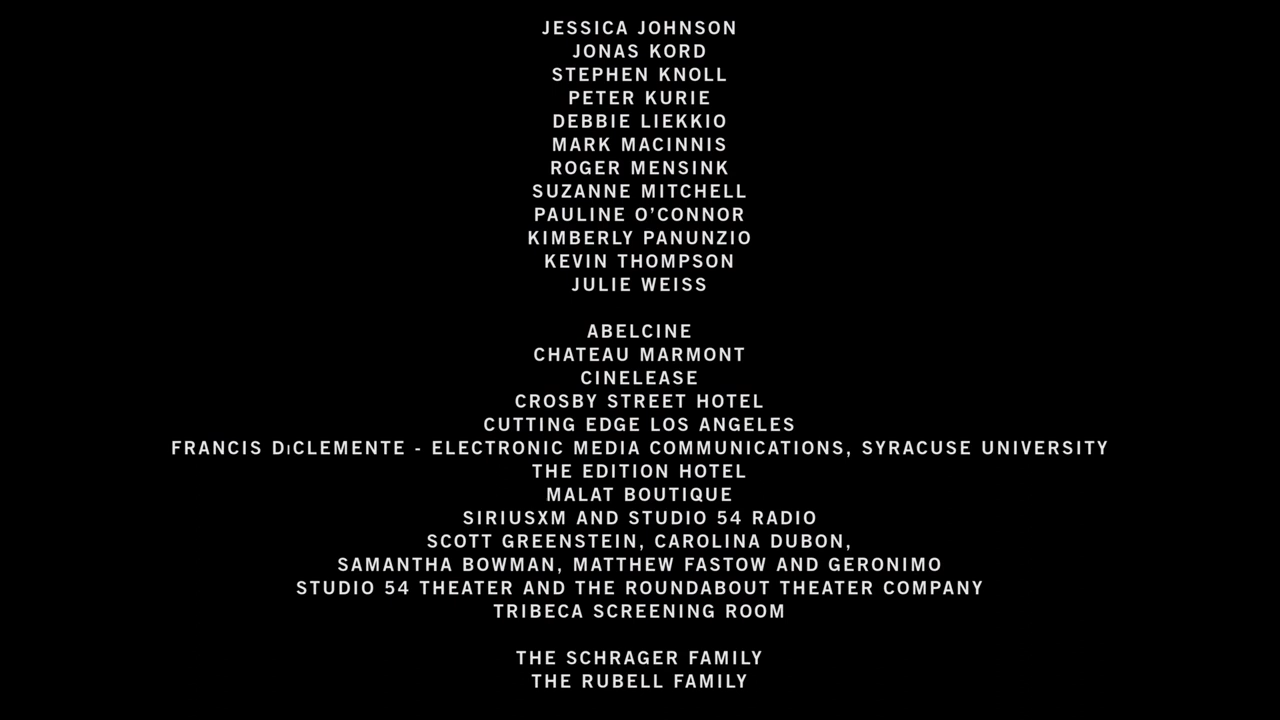 JESSICA JOHNSON
JONAS KORD
STEPHEN KNOLL
PETER KURIE
DEBBIE LIEKKIO
MARK MACINNIS
ROGER MENSINK
SUZANNE MITCHELL
PAULINE O’CONNOR
KIMBERLY PANUNZIO
KEVIN THOMPSON
JULIE WEISS
ABELCINE
CHATEAU MARMONT
CINELEASE
CROSBY STREET HOTEL
CUTTING EDGE LOS ANGELES
FRANCIS DiCLEMENTE - ELECTRONIC MEDIA COMMUNICATIONS, SYRACUSE UNIVERSITY
THE EDITION HOTEL
MALAT BOUTIQUE
SIRIUSXM AND STUDIO 54 RADIO
SCOTT GREENSTEIN, CAROLINA DUBON,
SAMANTHA BOWMAN, MATTHEW FASTOW AND GERONIMO
STUDIO 54 THEATER AND THE ROUNDABOUT THEATER COMPANY
TRIBECA SCREENING ROOM
THE SCHRAGER FAMILY
THE RUBELL FAMILY